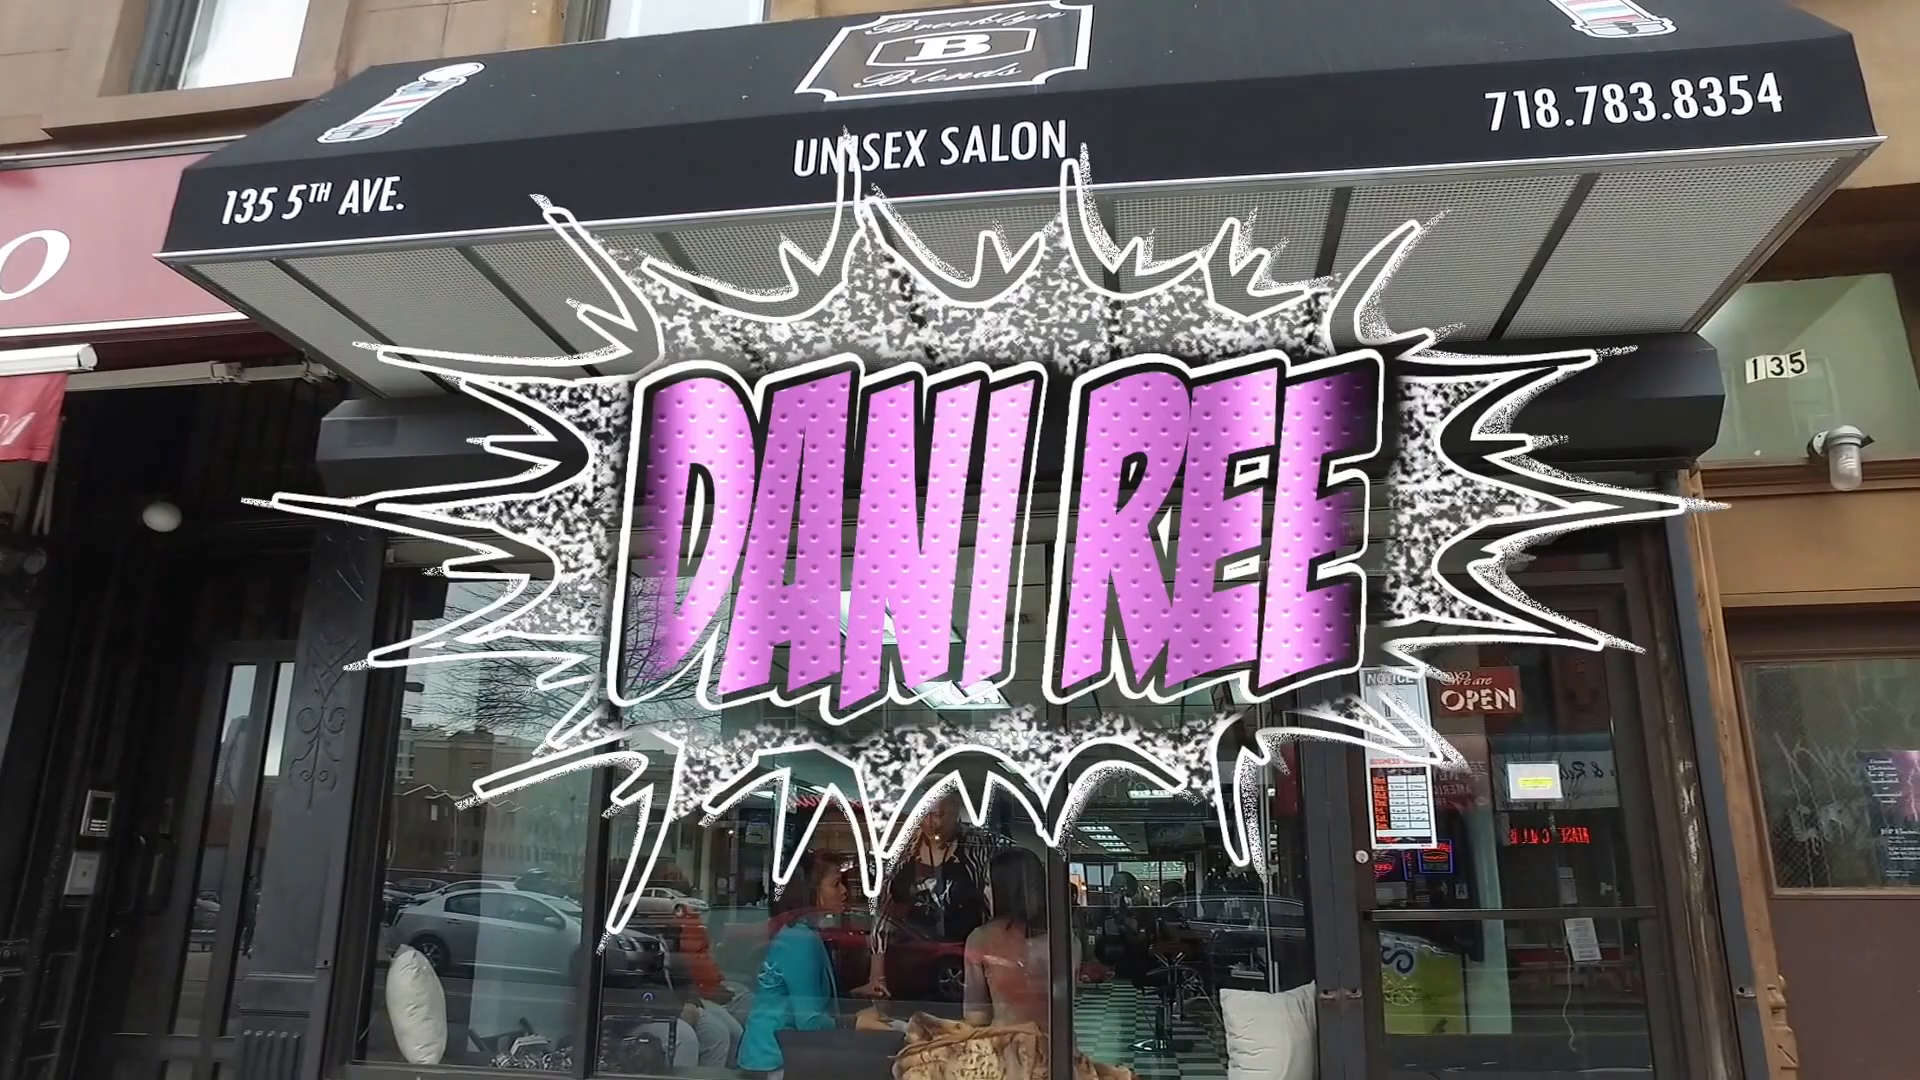 Brooklyn
B
Blends
UNISEX SALON
718.783.8354
135 5TH AVE.
O
135
DANI REE
NOTICE
We are
OPEN